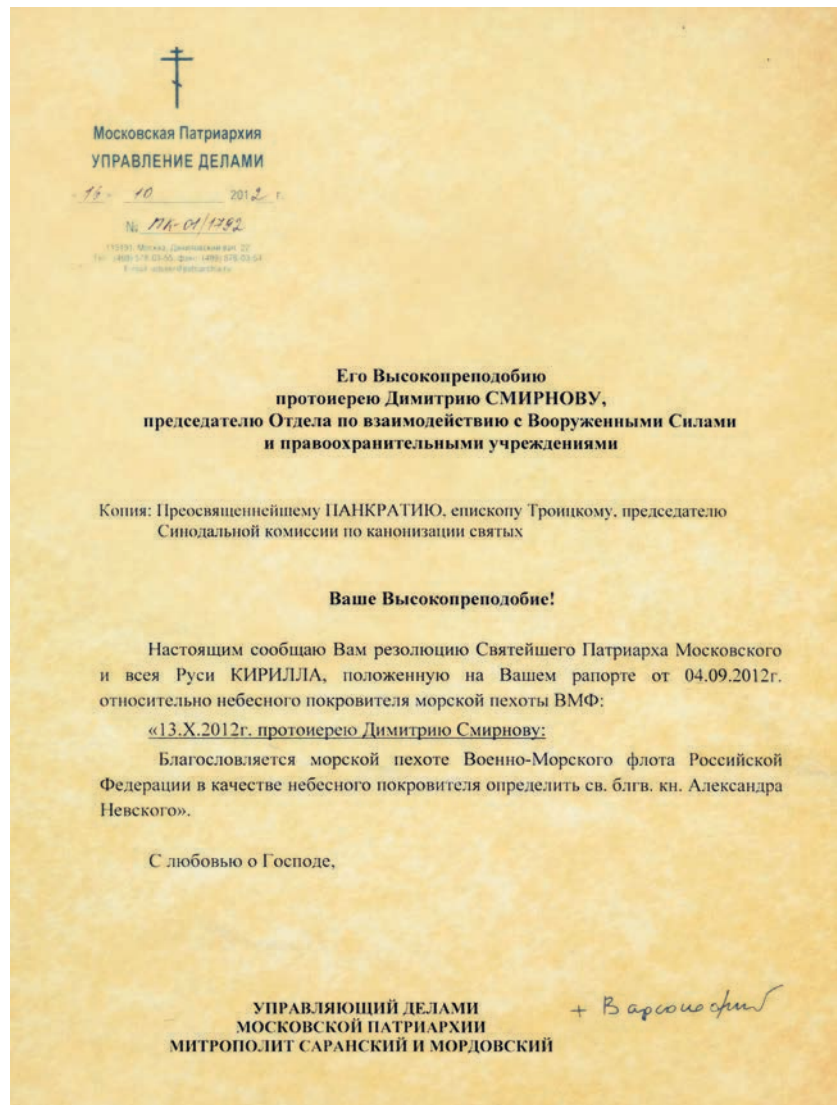 Московская Патриархия
УПРАВЛЕНИЕ ДЕЛАМИ
10 2012 г.
№ ПК-01/1792
Его Высокопреподобию
протоиерею Димитрию СМИРНОВУ,
председателю Отдела по взаимодействию с Вооруженными Силами
и правоохранительными учреждениями
Копия: Преосвященнейшему ПАНКРАТИЮ, епископу Троицкому, председателю
Синодальной комиссии по канонизации святых
Ваше Высокопреподобие!
Настоящим сообщаю Вам резолюцию Святейшего Патриарха Московского
и всея Руси КИРИЛЛА, положенную на Вашем рапорте от 04.09.2012г.
относительно небесного покровителя морской пехоты ВМФ:
«13.X.2012г. протоиерею Димитрию Смирнову:
Благословляется морской пехоте Военно-Морского флота Российской
Федерации в качестве небесного покровителя определить св. блгв. кн. Александра
Невского».
С любовью о Господе,
УПРАВЛЯЮЩИЙ ДЕЛАМИ
+ Варсонофий
МОСКОВСКОЙ ПАТРИАРХИИ
МИТРОПОЛИТ САРАНСКИЙ И МОРДОВСКИЙ